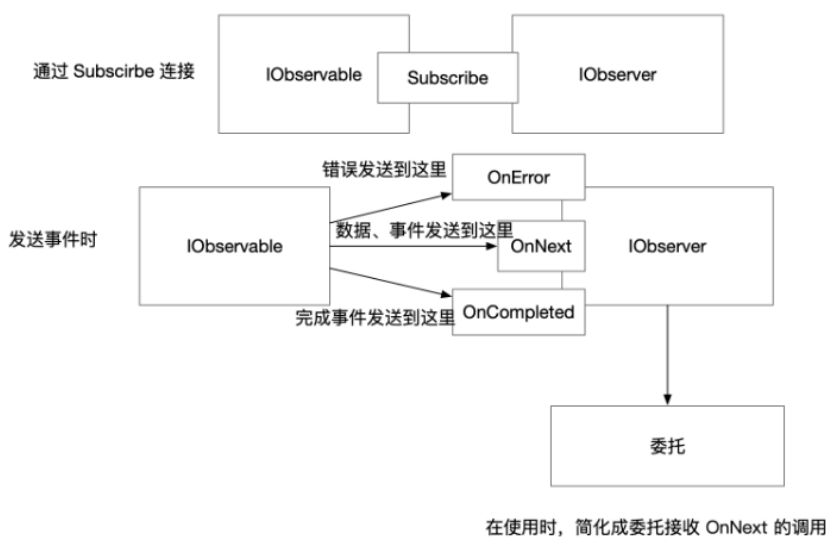 通过 Subscirbe 连接
IObservable
Subscribe
IObserver
错误发送到这里
OnError
发送事件时
IObservable
数据、事件发送到这里
OnNext
IObserver
完成事件发送到这里
OnCompleted
委托
在使用时，简化成委托接收 OnNext 的调用